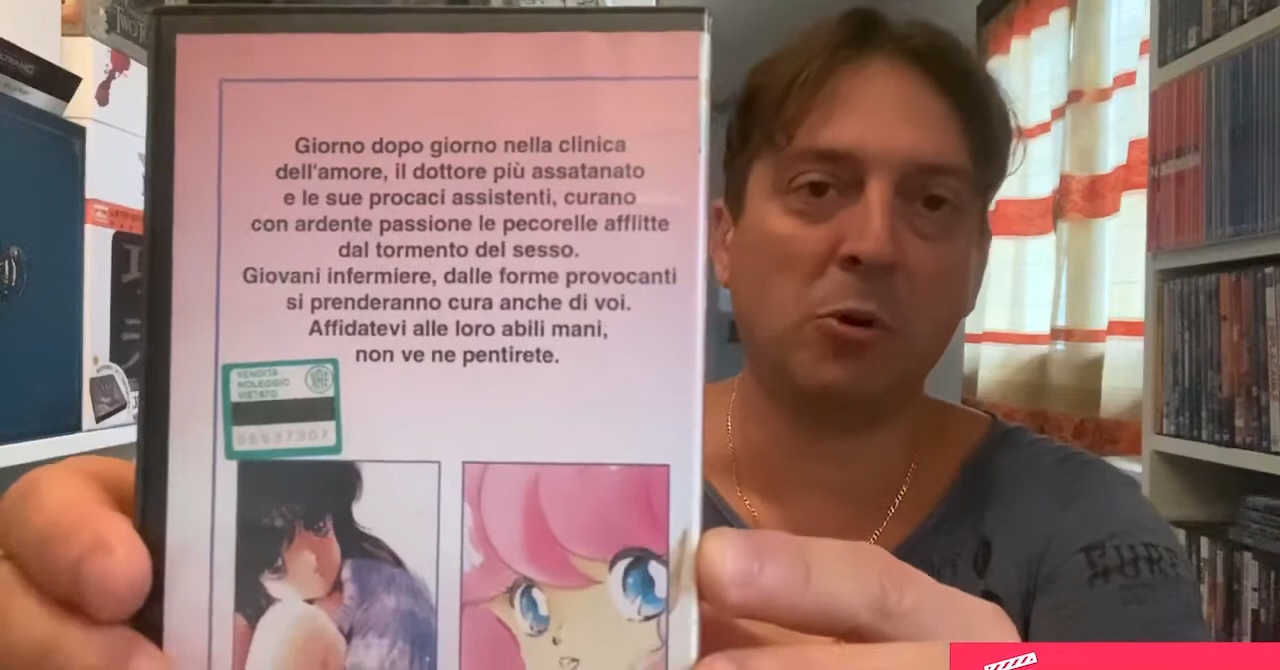 Giorno dopo giorno nella clinica
dell'amore, il dottore più assatanato
e le sue procaci assistenti, curano
con ardente passione le pecorelle afflitte
dal tormento del sesso.
Giovani infermiere, dalle forme provocanti
si prenderanno cura anche di voi.
Affidatevi alle loro abili mani,
non ve ne pentirete.
VENDITA
NOLEGGIO
VIETATO